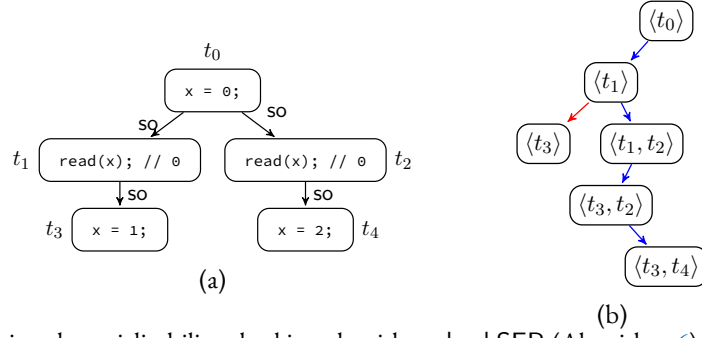 t₀
x = 0;
so so
t₁ read(x); // 0 read(x); // 0 t₂
so so
t₃ x = 1; x = 2; t₄
(a)
⟨t₀⟩
⟨t₁⟩
⟨t₃⟩ ⟨t₁, t₂⟩
⟨t₃, t₂⟩
⟨t₃, t₄⟩
(b)